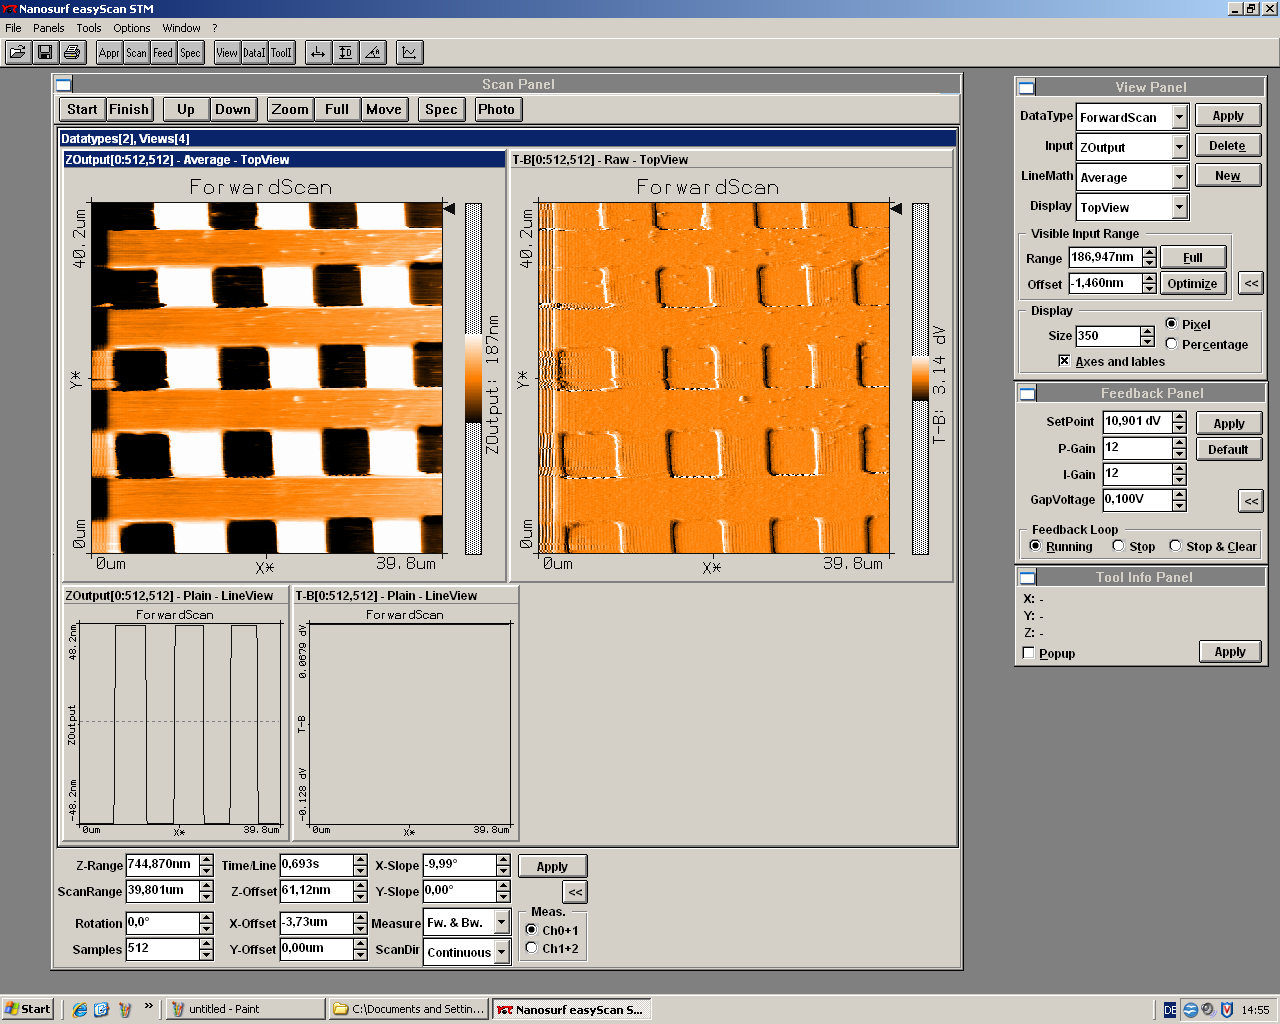 Nanosurf easyScan STM
File Panels Tools Options Window ?
Appr Scan Feed Spec View DataI ToolI
Scan Panel
Start Finish Up Down Zoom Full Move Spec Photo
Datatypes[2], Views[4]
ZOutput[0:512,512] - Average - TopView
ForwardScan
40.2um
Y*
0um
0um X* 39.8um
ZOutput: 187nm
T-B[0:512,512] - Raw - TopView
ForwardScan
40.2um
Y*
0um
0um X* 39.8um
T-B: 3.14 dV
ZOutput[0:512,512] - Plain - LineView
ForwardScan
48.2nm
ZOutput
-48.2nm
0um X* 39.8um
T-B[0:512,512] - Plain - LineView
ForwardScan
0.0679 dV
T-B
-0.128 dV
0um X* 39.8um
Z-Range 744,870nm Time/Line 0,693s X-Slope -9,99° Apply
ScanRange 39,801um Z-Offset 61,12nm Y-Slope 0,00° <<
Rotation 0,0° X-Offset -3,73um Measure Fw. & Bw.
Samples 512 Y-Offset 0,00um ScanDir Continuous
Meas.
Ch0+1
Ch1+2
View Panel
DataType ForwardScan Apply
Input ZOutput Delete
LineMath Average New
Display TopView
Visible Input Range
Range 186,947nm Full
Offset -1,460nm Optimize <<
Display
Size 350 Pixel
Percentage
Axes and lables
Feedback Panel
SetPoint 10,901 dV Apply
P-Gain 12 Default
I-Gain 12
GapVoltage 0,100V <<
Feedback Loop
Running Stop Stop & Clear
Tool Info Panel
X: -
Y: -
Z: -
Popup Apply
Start » untitled - Paint C:\Documents and Settin... Nanosurf easyScan S... DE 14:55